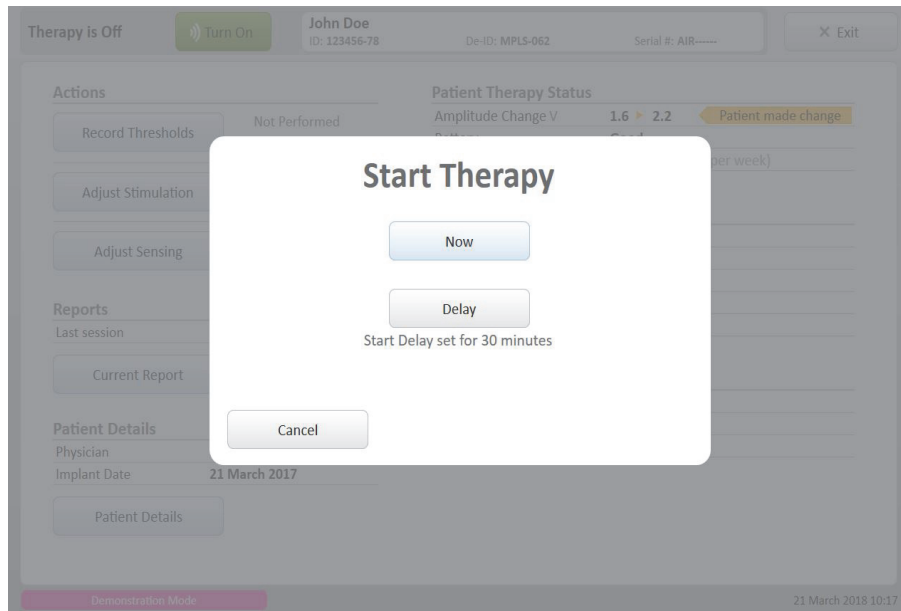 Therapy is Off
Turn On
John Doe
ID: 123456-78 De-ID: MPLS-062 Serial #: AIR------
Exit
Actions
Record Thresholds Not Performed
Adjust Stimulation
Adjust Sensing
Reports
Last session
Current Report
Patient Details
Physician
Implant Date 21 March 2017
Patient Details
Patient Therapy Status
Amplitude Change V 1.6 2.2 Patient made change
per week)
Start Therapy
Now
Delay
Start Delay set for 30 minutes
Cancel
Demonstration Mode
21 March 2018 10:17